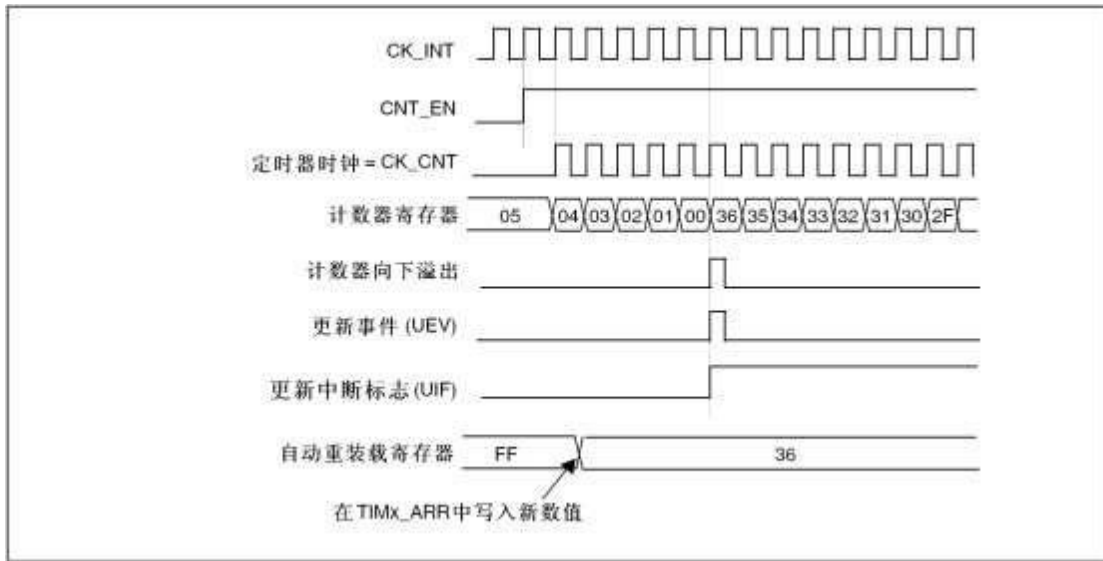 CK_INT
CNT_EN
定时器时钟=CK_CNT
计数器寄存器 05 04 03 02 01 00 36 35 34 33 32 31 30 2F
计数器向下溢出
更新事件(UEV)
更新中断标志(UIF)
自动重装载寄存器 FF 36
在TIMx_ARR中写入新数值